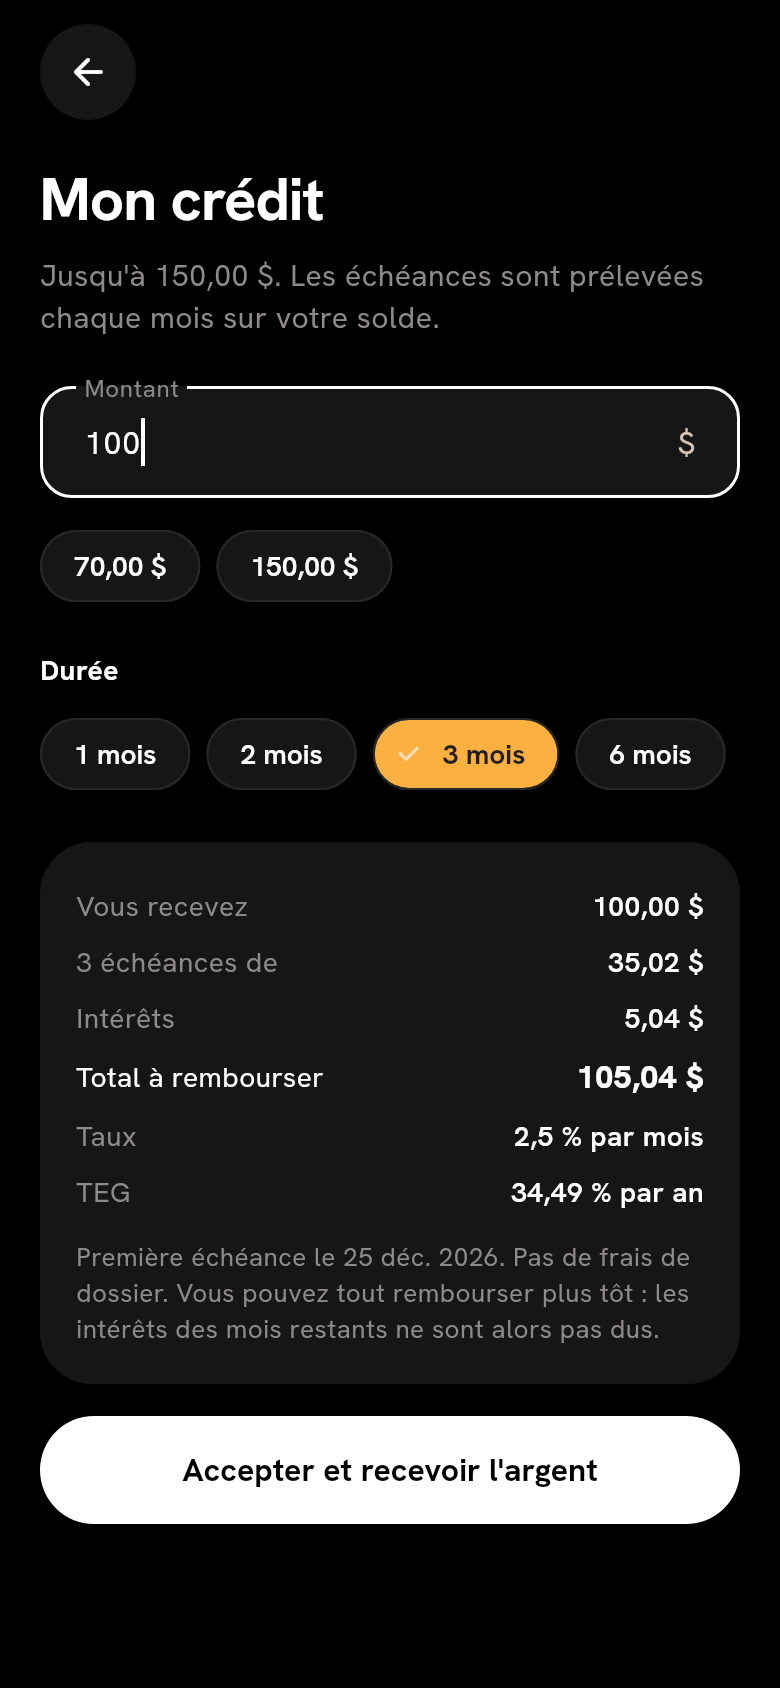 Mon crédit
Jusqu'à 150,00 $. Les échéances sont prélevées
chaque mois sur votre solde.
Montant
100
$
70,00 $
150,00 $
Durée
1 mois
2 mois
3 mois
6 mois
Vous recevez 100,00 $
3 échéances de 35,02 $
Intérêts 5,04 $
Total à rembourser 105,04 $
Taux 2,5 % par mois
TEG 34,49 % par an
Première échéance le 25 déc. 2026. Pas de frais de
dossier. Vous pouvez tout rembourser plus tôt : les
intérêts des mois restants ne sont alors pas dus.
Accepter et recevoir l'argent